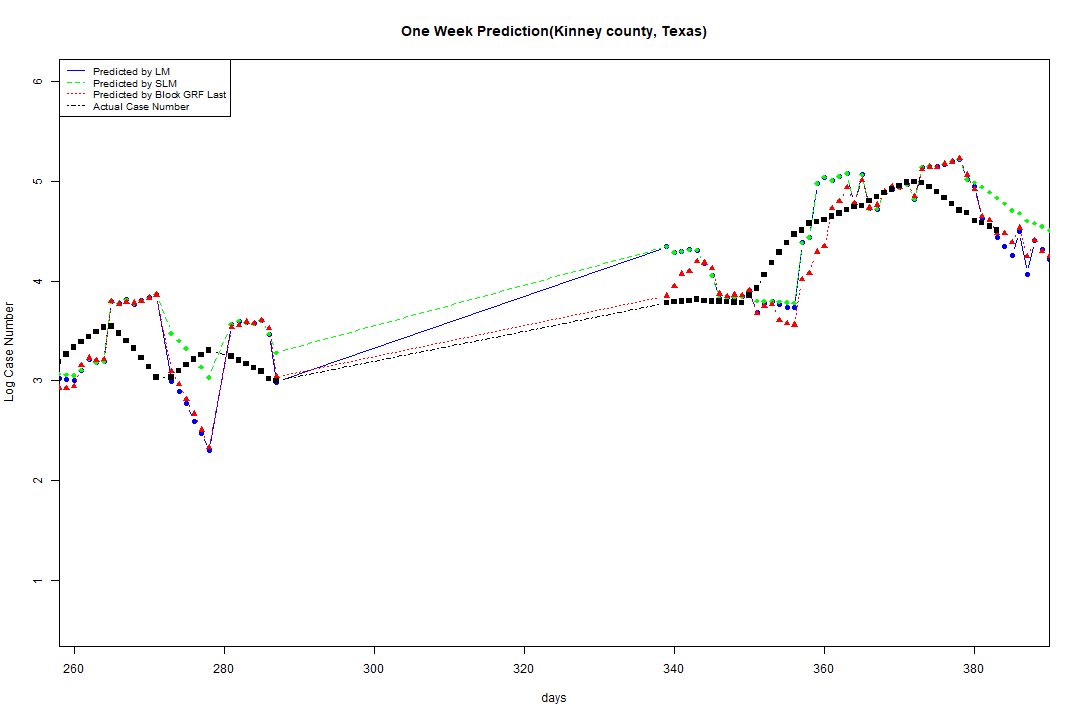 One Week Prediction(Kinney county, Texas)
Predicted by LM
Predicted by SLM
Predicted by Block GRF Last
Actual Case Number
6
5
4
3
2
1
Log Case Number
260 280 300 320 340 360 380
days